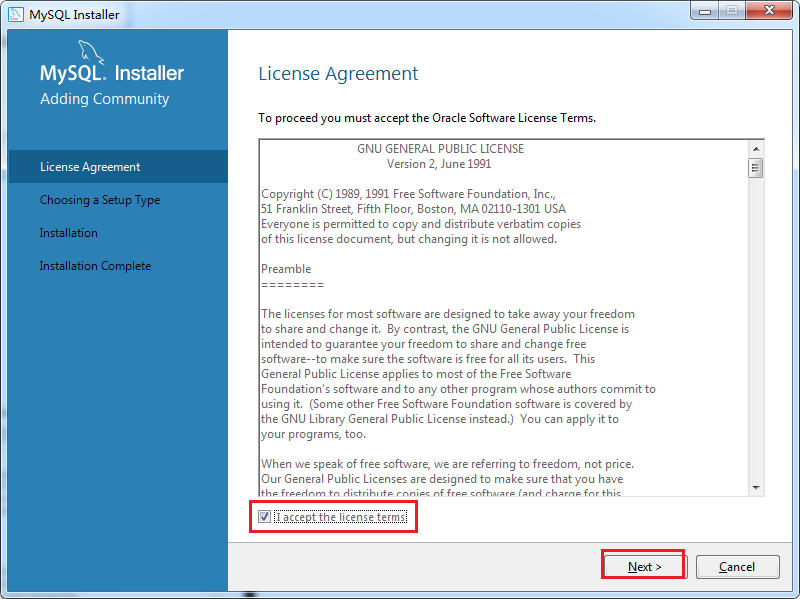 MySQL Installer
MySQL. Installer
Adding Community
License Agreement
Choosing a Setup Type
Installation
Installation Complete
License Agreement
To proceed you must accept the Oracle Software License Terms.
GNU GENERAL PUBLIC LICENSE
Version 2, June 1991
Copyright (C) 1989, 1991 Free Software Foundation, Inc.,
51 Franklin Street, Fifth Floor, Boston, MA 02110-1301 USA
Everyone is permitted to copy and distribute verbatim copies
of this license document, but changing it is not allowed.
Preamble
========
The licenses for most software are designed to take away your freedom
to share and change it.  By contrast, the GNU General Public License is
intended to guarantee your freedom to share and change free
software--to make sure the software is free for all its users.  This
General Public License applies to most of the Free Software
Foundation's software and to any other program whose authors commit to
using it.  (Some other Free Software Foundation software is covered by
the GNU Library General Public License instead.)  You can apply it to
your programs, too.
When we speak of free software, we are referring to freedom, not price.
Our General Public Licenses are designed to make sure that you have
the freedom to distribute copies of free software (and charge for this
I accept the license terms
Next >
Cancel